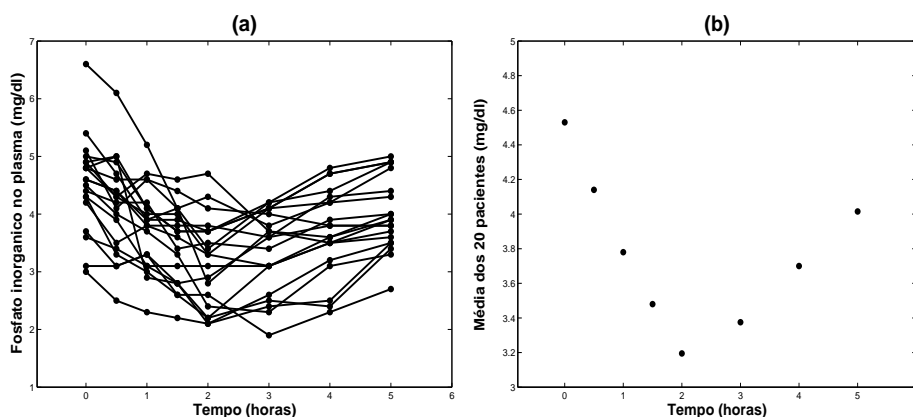 (a)
Fosfato inorganico no plasma (mg/dl)
7
6
5
4
3
2
1
0 1 2 3 4 5 6
Tempo (horas)
(b)
Média dos 20 pacientes (mg/dl)
5
4.8
4.6
4.4
4.2
4
3.8
3.6
3.4
3.2
3
0 1 2 3 4 5
Tempo (horas)